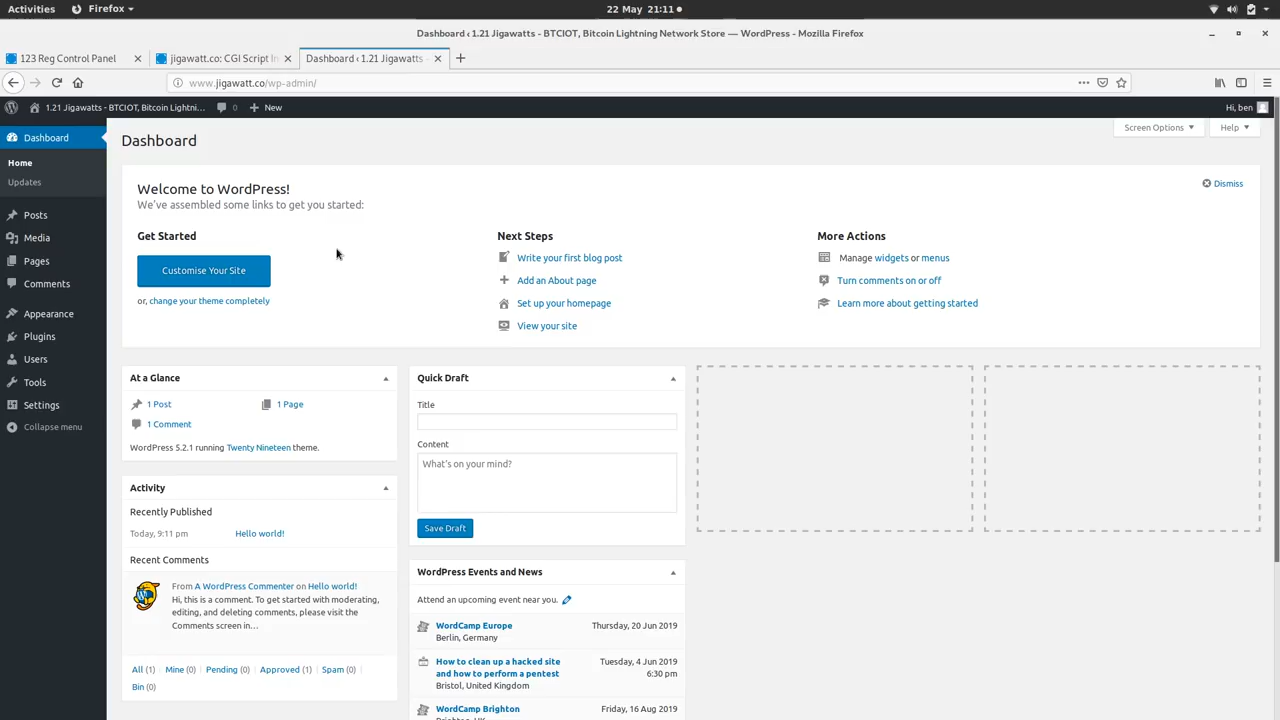 Activities
Firefox
22 May 21:11
Dashboard ‹ 1.21 Jigawatts - BTCIOT, Bitcoin Lightning Network Store — WordPress - Mozilla Firefox
123 Reg Control Panel
jigawatt.co: CGI Script In
Dashboard ‹ 1.21 Jigawatts -
www.jigawatt.co/wp-admin/
1.21 Jigawatts - BTCIOT, Bitcoin Lightni...
0
New
Hi, ben
Dashboard
Home
Updates
Posts
Media
Pages
Comments
Appearance
Plugins
Users
Tools
Settings
Collapse menu
Dashboard
Screen Options
Help
Welcome to WordPress!
We've assembled some links to get you started:
Dismiss
Get Started
Customise Your Site
or, change your theme completely
Next Steps
Write your first blog post
Add an About page
Set up your homepage
View your site
More Actions
Manage widgets or menus
Turn comments on or off
Learn more about getting started
At a Glance
1 Post
1 Page
1 Comment
WordPress 5.2.1 running Twenty Nineteen theme.
Activity
Recently Published
Today, 9:11 pm
Hello world!
Recent Comments
From A WordPress Commenter on Hello world!
Hi, this is a comment. To get started with moderating,
editing, and deleting comments, please visit the
Comments screen in...
All (1) | Mine (0) | Pending (0) | Approved (1) | Spam (0) |
Bin (0)
Quick Draft
Title
Content
What's on your mind?
Save Draft
WordPress Events and News
Attend an upcoming event near you.
WordCamp Europe
Thursday, 20 Jun 2019
Berlin, Germany
How to clean up a hacked site
and how to perform a pentest
Tuesday, 4 Jun 2019
6:30 pm
Bristol, United Kingdom
WordCamp Brighton
Friday, 16 Aug 2019